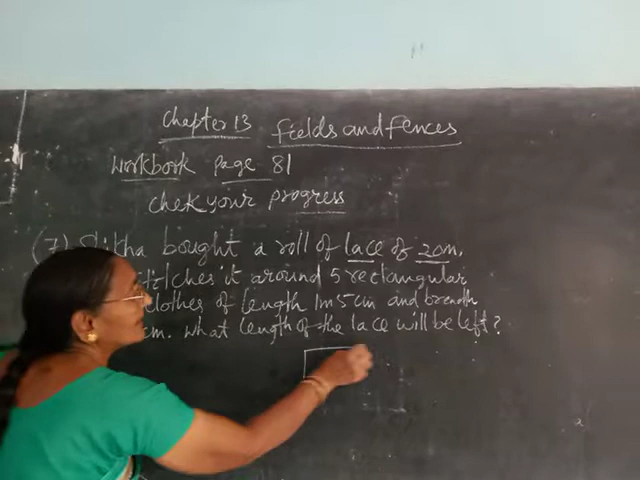 Chapter 13 Fields and Fences
Workbook Page 81
Chek your progress
(7) Sikha bought a roll of lace of 20m.
stitches it around 5 rectangular
clothes of length 1m 5cm and breadth
cm. What length of the lace will be left?